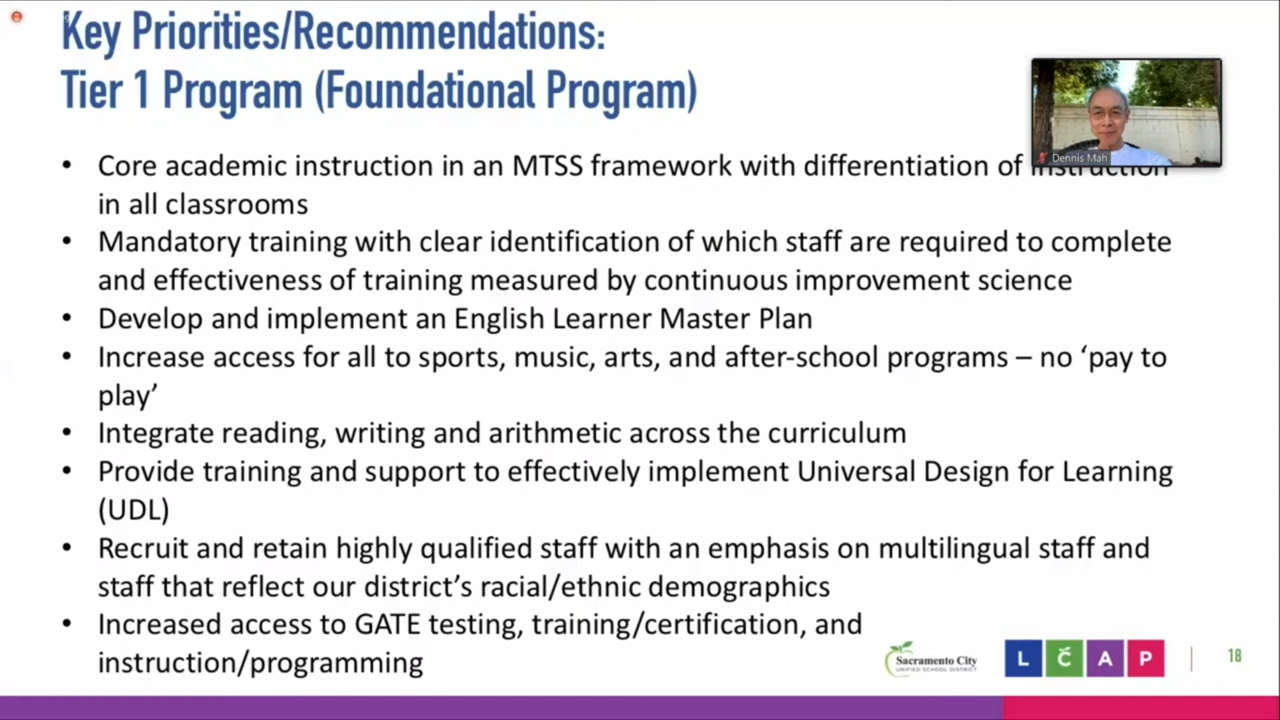 Key Priorities/Recommendations:
Tier 1 Program (Foundational Program)
Dennis Mah
• Core academic instruction in an MTSS framework with differentiation of instruction
in all classrooms
• Mandatory training with clear identification of which staff are required to complete
and effectiveness of training measured by continuous improvement science
• Develop and implement an English Learner Master Plan
• Increase access for all to sports, music, arts, and after-school programs – no ‘pay to
play’
• Integrate reading, writing and arithmetic across the curriculum
• Provide training and support to effectively implement Universal Design for Learning
(UDL)
• Recruit and retain highly qualified staff with an emphasis on multilingual staff and
staff that reflect our district’s racial/ethnic demographics
• Increased access to GATE testing, training/certification, and
instruction/programming
Sacramento City
UNIFIED SCHOOL DISTRICT
L Č A P
18